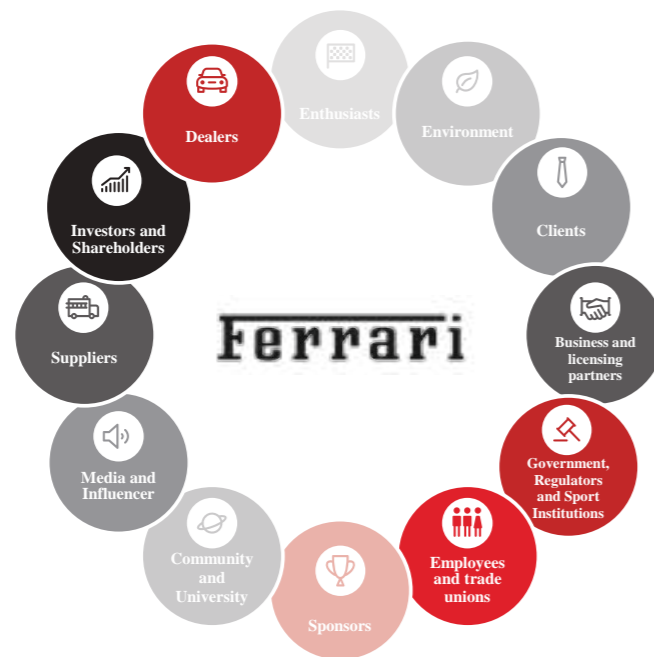 Enthusiasts
Environment
Clients
Business and
licensing
partners
Government,
Regulators
and Sport
Institutions
Employees
and trade
unions
Sponsors
Community
and
University
Media and
Influencer
Suppliers
Investors and
Shareholders
Dealers
Ferrari